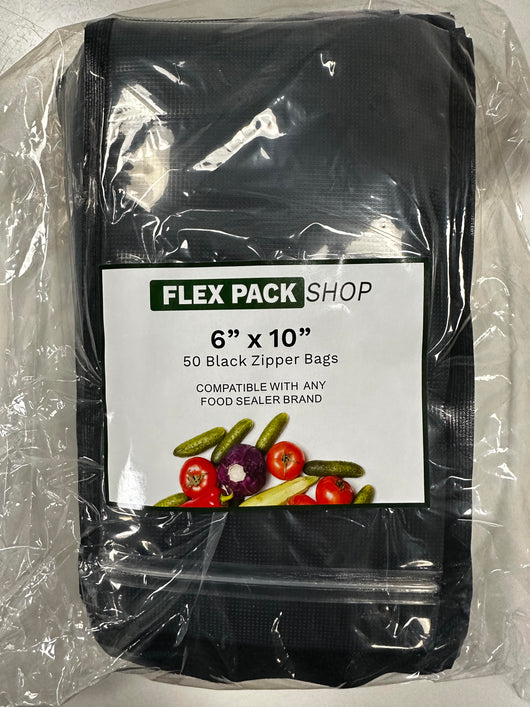 FLEX PACK SHOP
6” x 10”
50 Black Zipper Bags
COMPATIBLE WITH ANY
FOOD SEALER BRAND